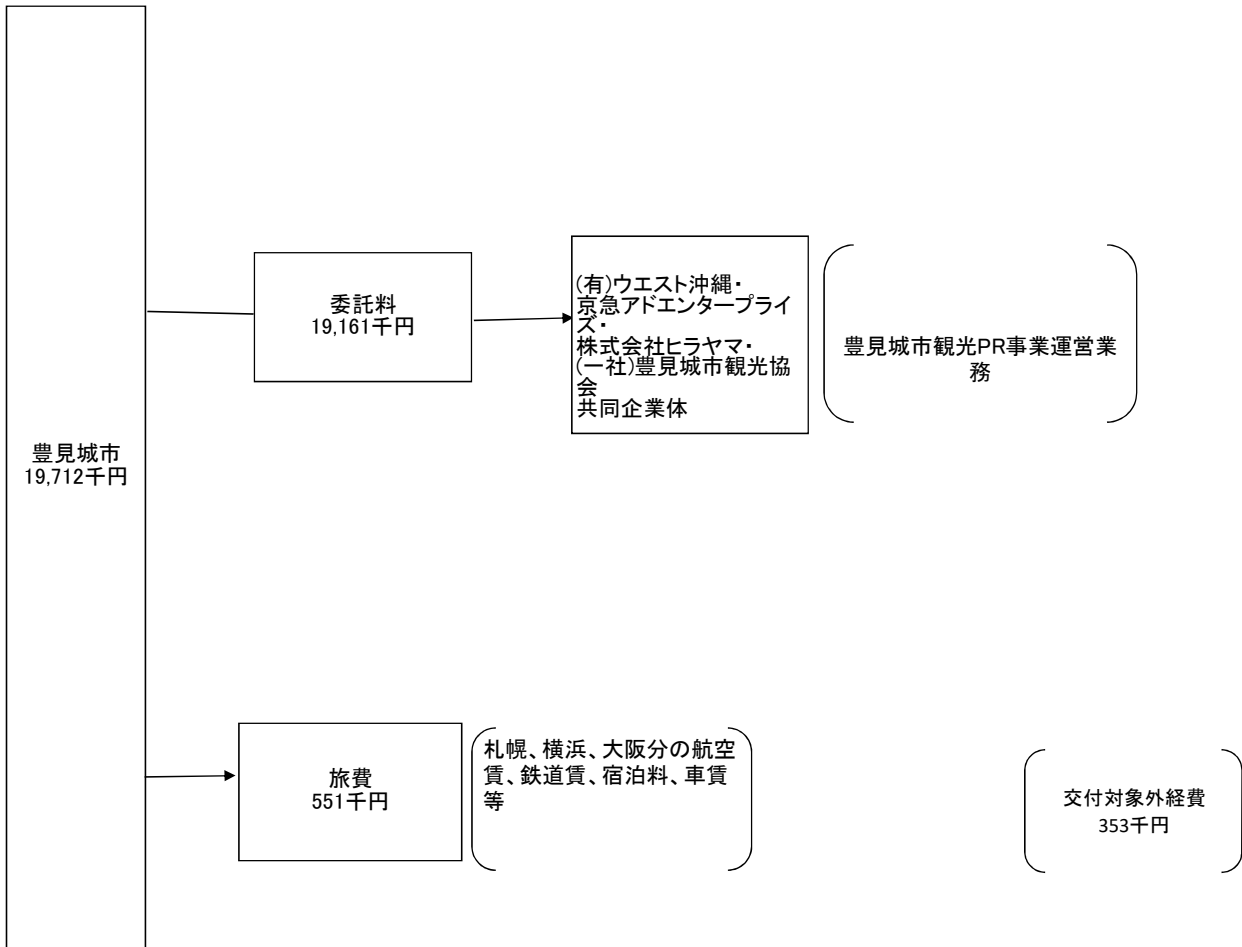 豊見城市
19,712千円
委託料
19,161千円
(有)ウエスト沖縄・
京急アドエンタープライ
ズ・
株式会社ヒラヤマ・
(一社)豊見城市観光協
会
共同企業体
豊見城市観光PR事業運営業
務
旅費
551千円
札幌、横浜、大阪分の航空
賃、鉄道賃、宿泊料、車賃
等
交付対象外経費
353千円